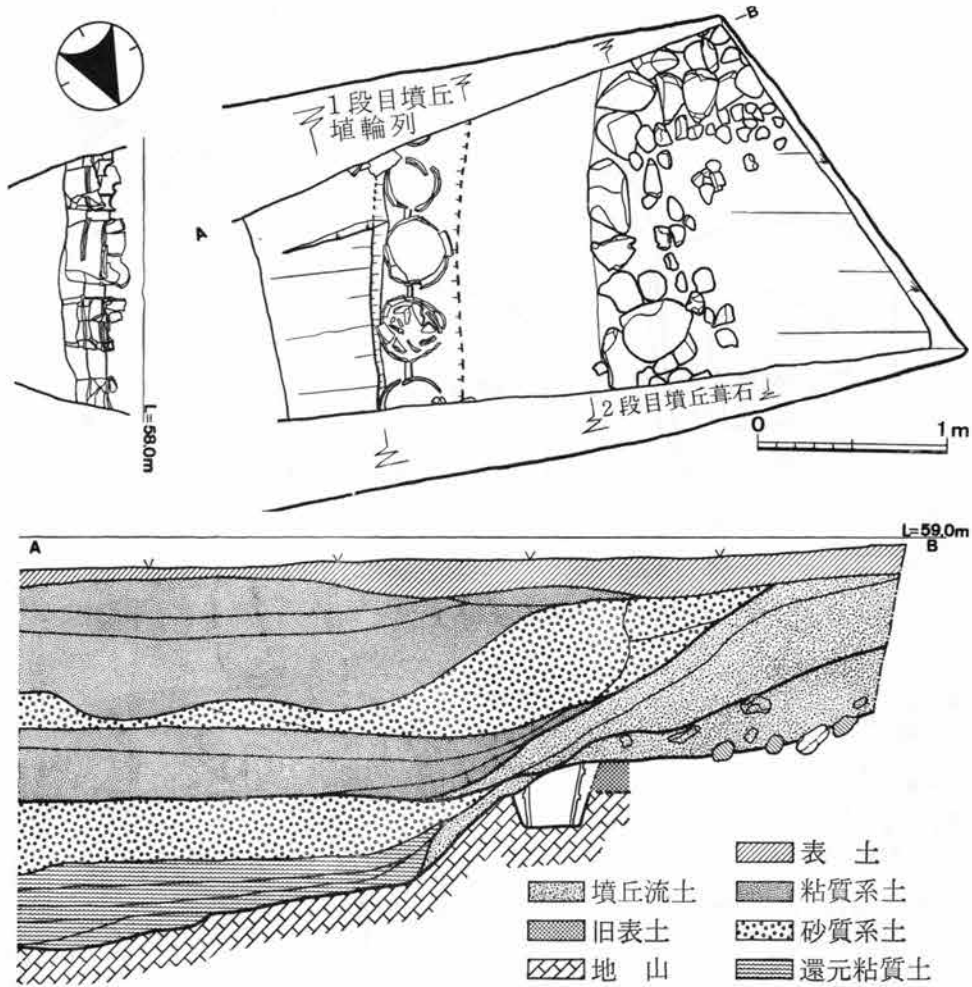 B
1段目墳丘
埴輪列
A
L=58.0m
2段目墳丘葺石
0 1m
L=59.0m
A B
表 土
墳丘流土 粘質系土
旧表土 砂質系土
地 山 還元粘質土